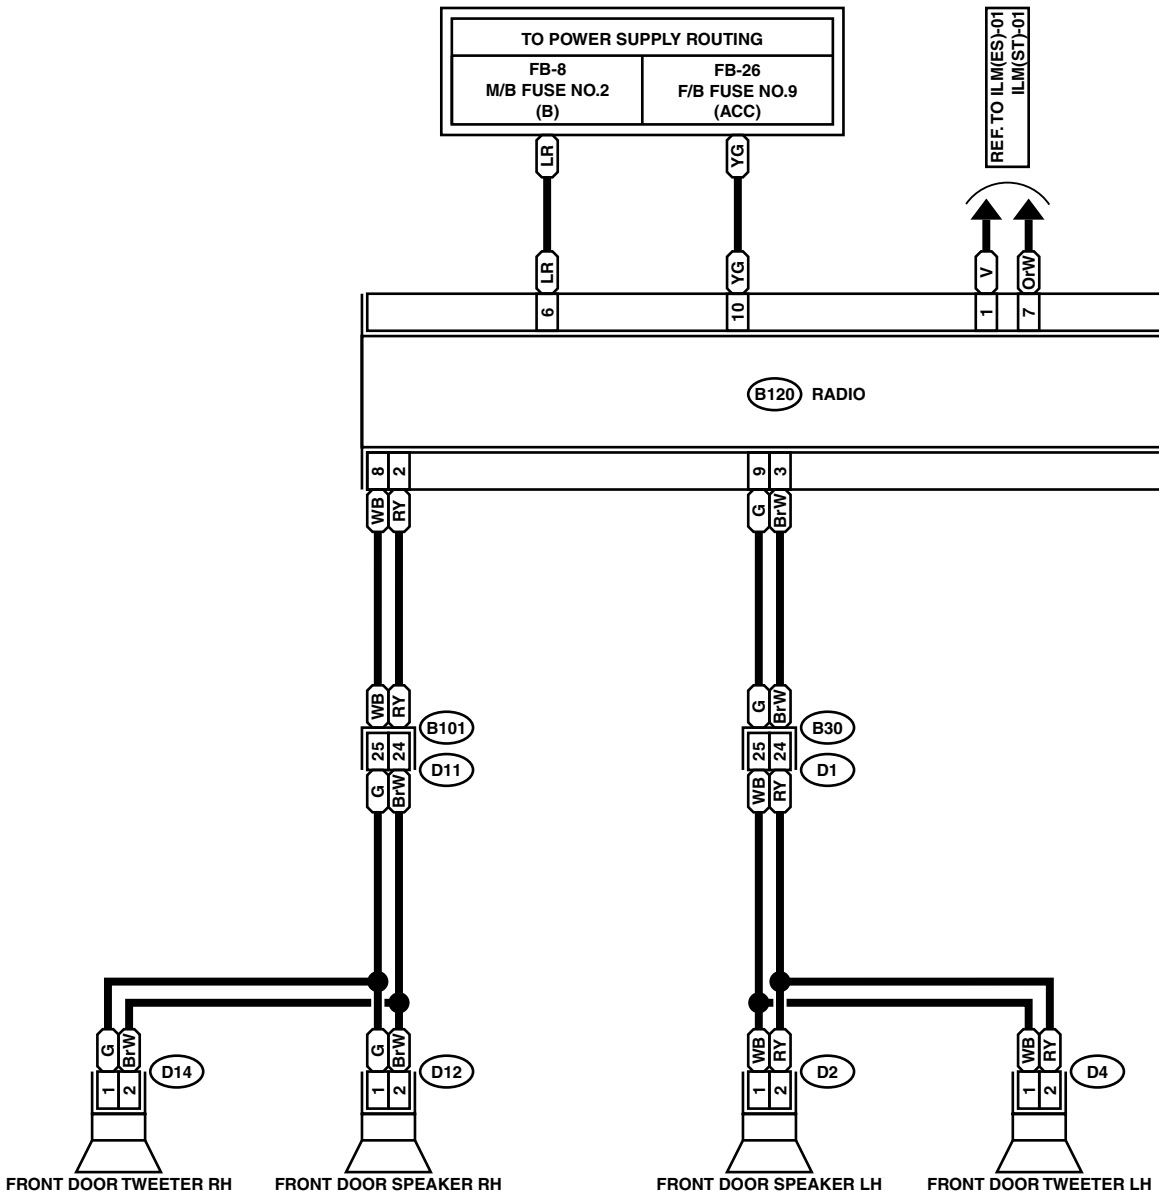 TO POWER SUPPLY ROUTING
FB-8
M/B FUSE NO.2
(B)
FB-26
F/B FUSE NO.9
(ACC)
REF. TO ILM(ES)-01
ILM(ST)-01
LR
YG
LR
YG
V
OrW
6
10
1
7
B120 RADIO
8
2
9
3
WB
RY
G
BrW
WB
RY
G
BrW
B101
B30
25
24
25
24
D11
D1
G
BrW
WB
RY
G
BrW
G
BrW
WB
RY
WB
RY
D14
D12
D2
D4
1
2
1
2
1
2
1
2
FRONT DOOR TWEETER RH
FRONT DOOR SPEAKER RH
FRONT DOOR SPEAKER LH
FRONT DOOR TWEETER LH